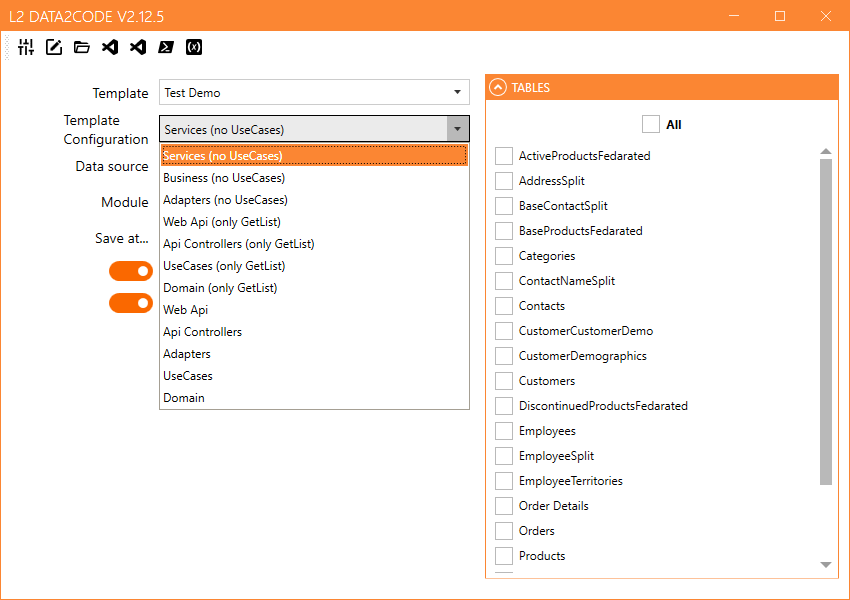 L2 DATA2CODE V2.12.5
Template
Test Demo
Template
Configuration
Services (no UseCases)
Data source
Module
Save at...
Services (no UseCases)
Business (no UseCases)
Adapters (no UseCases)
Web Api (only GetList)
Api Controllers (only GetList)
UseCases (only GetList)
Domain (only GetList)
Web Api
Api Controllers
Adapters
UseCases
Domain
TABLES
All
ActiveProductsFedarated
AddressSplit
BaseContactSplit
BaseProductsFedarated
Categories
ContactNameSplit
Contacts
CustomerCustomerDemo
CustomerDemographics
Customers
DiscontinuedProductsFedarated
Employees
EmployeeSplit
EmployeeTerritories
Order Details
Orders
Products